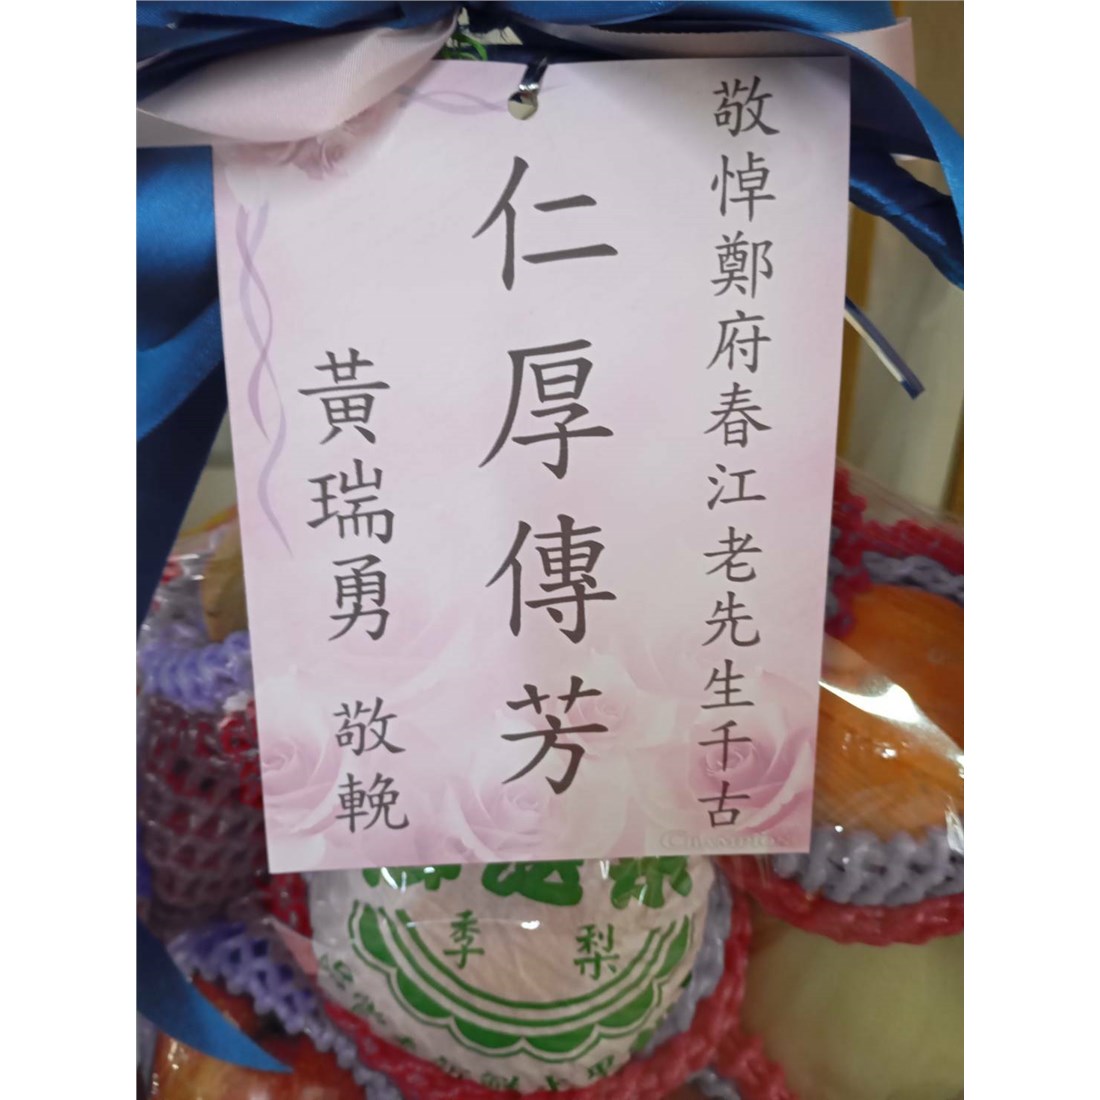 敬悼鄭府春江老先生千古
仁厚傳芳
黃瑞勇 敬輓
季 梨